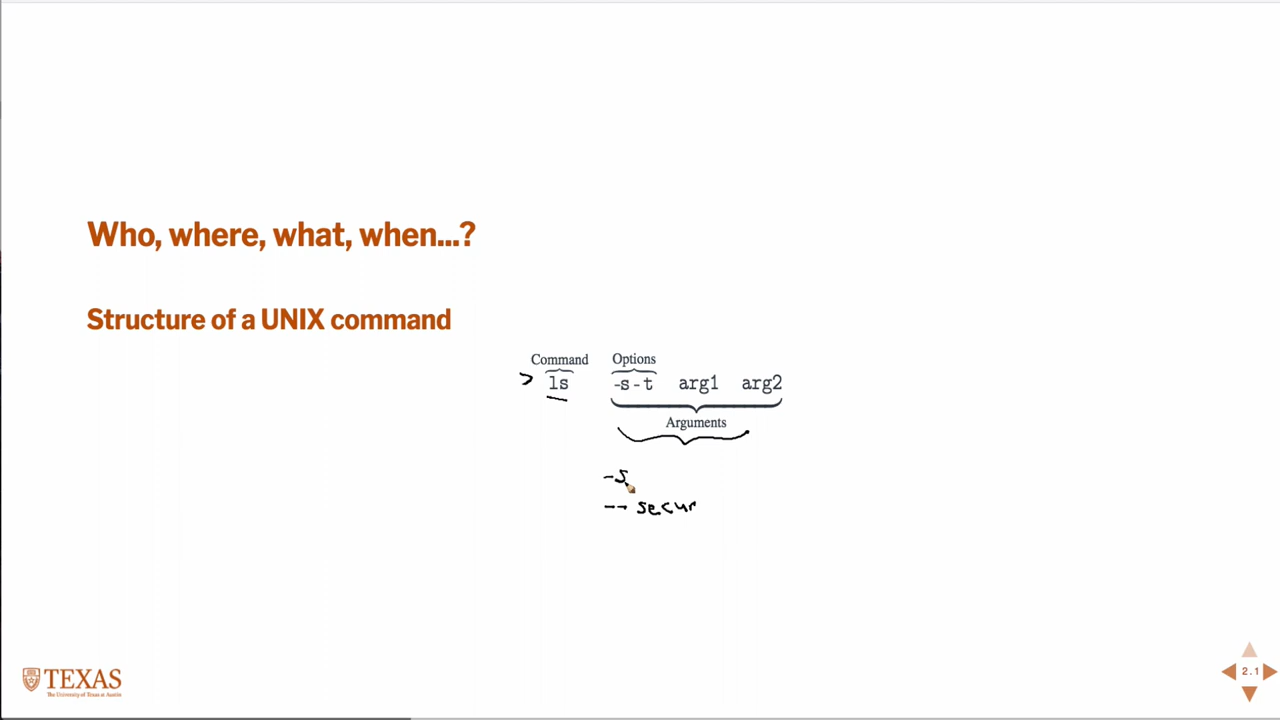 Who, where, what, when...?
Structure of a UNIX command
Command Options
> ls -s -t arg1 arg2
Arguments
-s
-- secur
TEXAS
The University of Texas at Austin
2.1